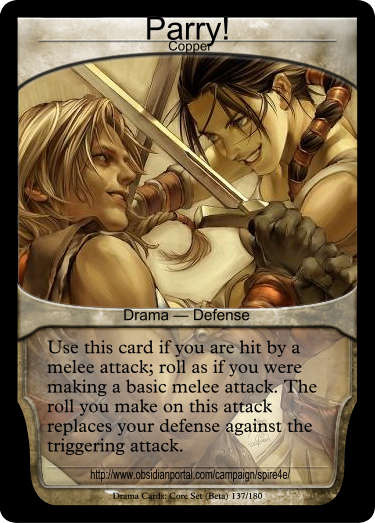 Parry!
Copper
Drama — Defense
Use this card if you are hit by a
melee attack; roll as if you were
making a basic melee attack. The
roll you make on this attack
replaces your defense against the
triggering attack.
http://www.obsidianportal.com/campaign/spire4e/
Drama Cards: Core Set (Beta) 137/180